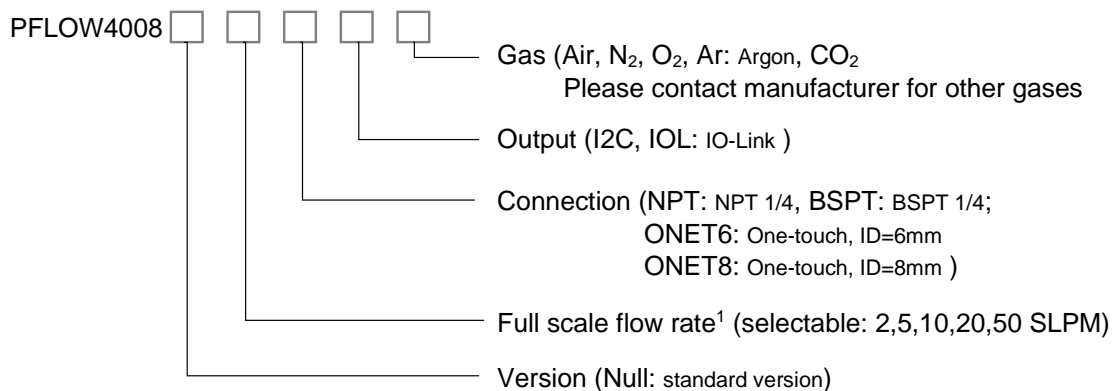 PFLOW4008
Gas (Air, N₂, O₂, Ar: Argon, CO₂
Please contact manufacturer for other gases
Output (I2C, IOL: IO-Link )
Connection (NPT: NPT 1/4, BSPT: BSPT 1/4;
ONET6: One-touch, ID=6mm
ONET8: One-touch, ID=8mm )
Full scale flow rate¹ (selectable: 2,5,10,20,50 SLPM)
Version (Null: standard version)